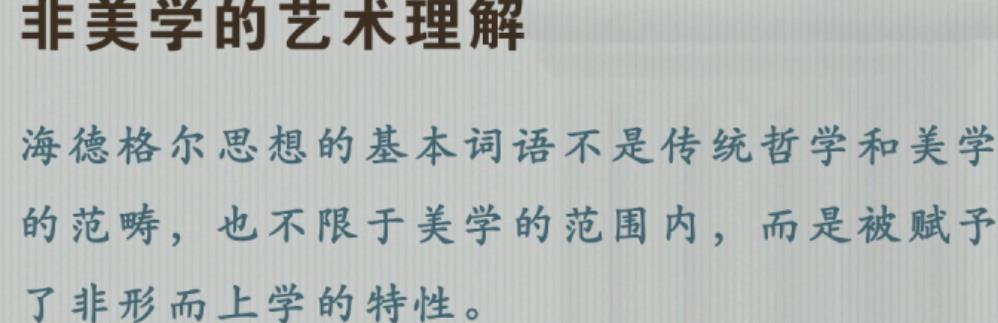 非美学的艺术理解
海德格尔思想的基本词语不是传统哲学和美学
的范畴，也不限于美学的范围内，而是被赋予
了非形而上学的特性。